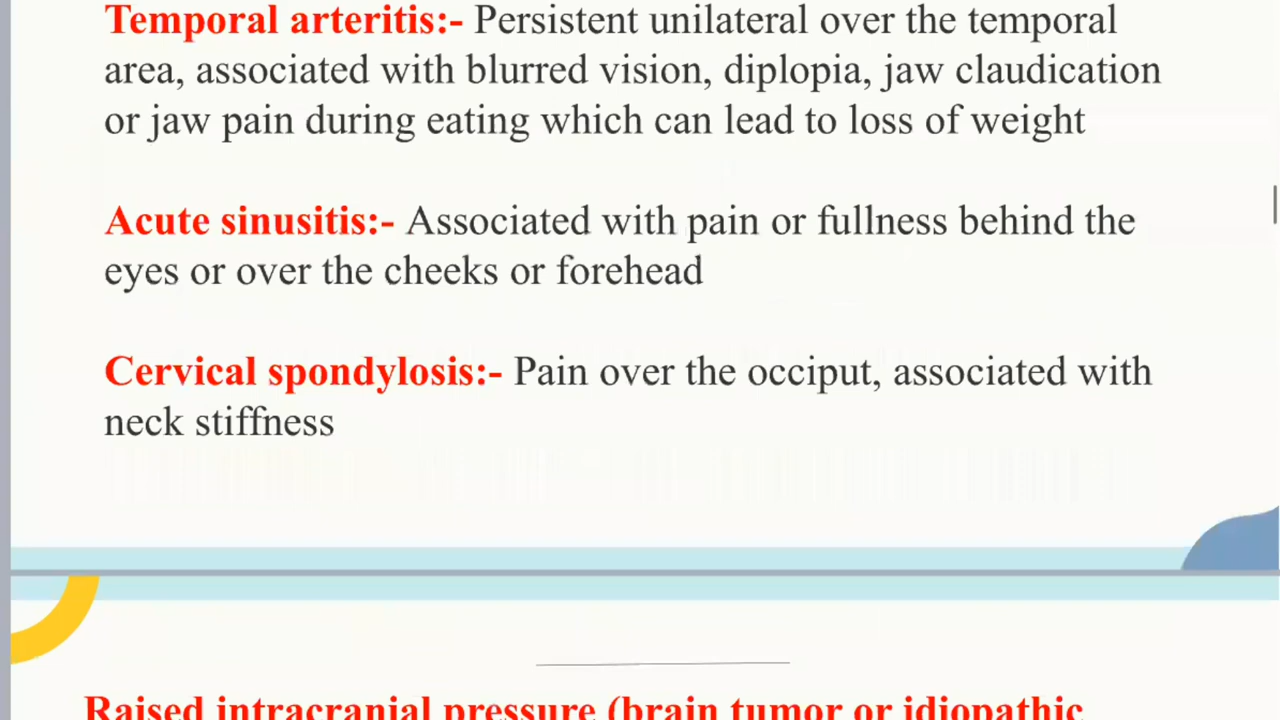 Temporal arteritis:- Persistent unilateral over the temporal
area, associated with blurred vision, diplopia, jaw claudication
or jaw pain during eating which can lead to loss of weight
Acute sinusitis:- Associated with pain or fullness behind the
eyes or over the cheeks or forehead
Cervical spondylosis:- Pain over the occiput, associated with
neck stiffness
Raised intracranial pressure (brain tumor or idiopathic